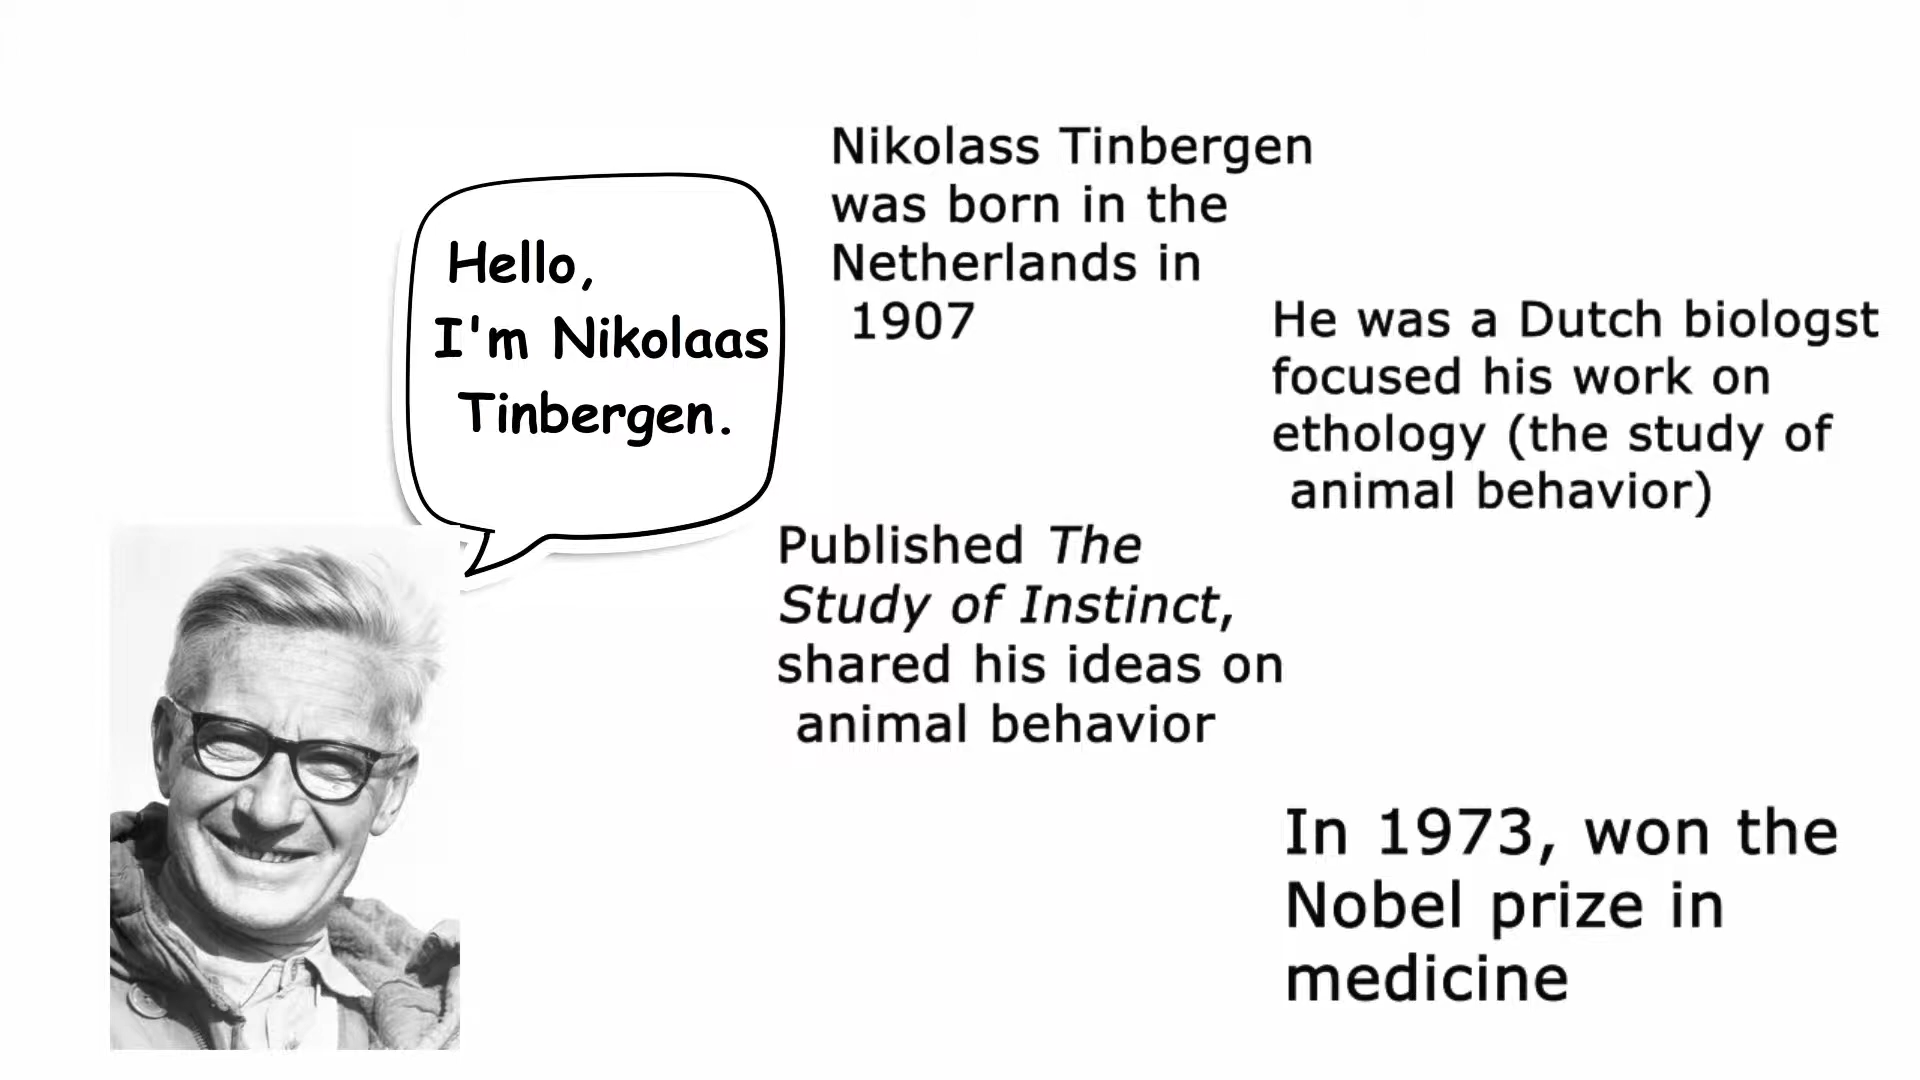 Hello,
I'm Nikolaas
Tinbergen.
Nikolass Tinbergen
was born in the
Netherlands in
1907
He was a Dutch biologst
focused his work on
ethology (the study of
animal behavior)
Published The
Study of Instinct,
shared his ideas on
animal behavior
In 1973, won the
Nobel prize in
medicine